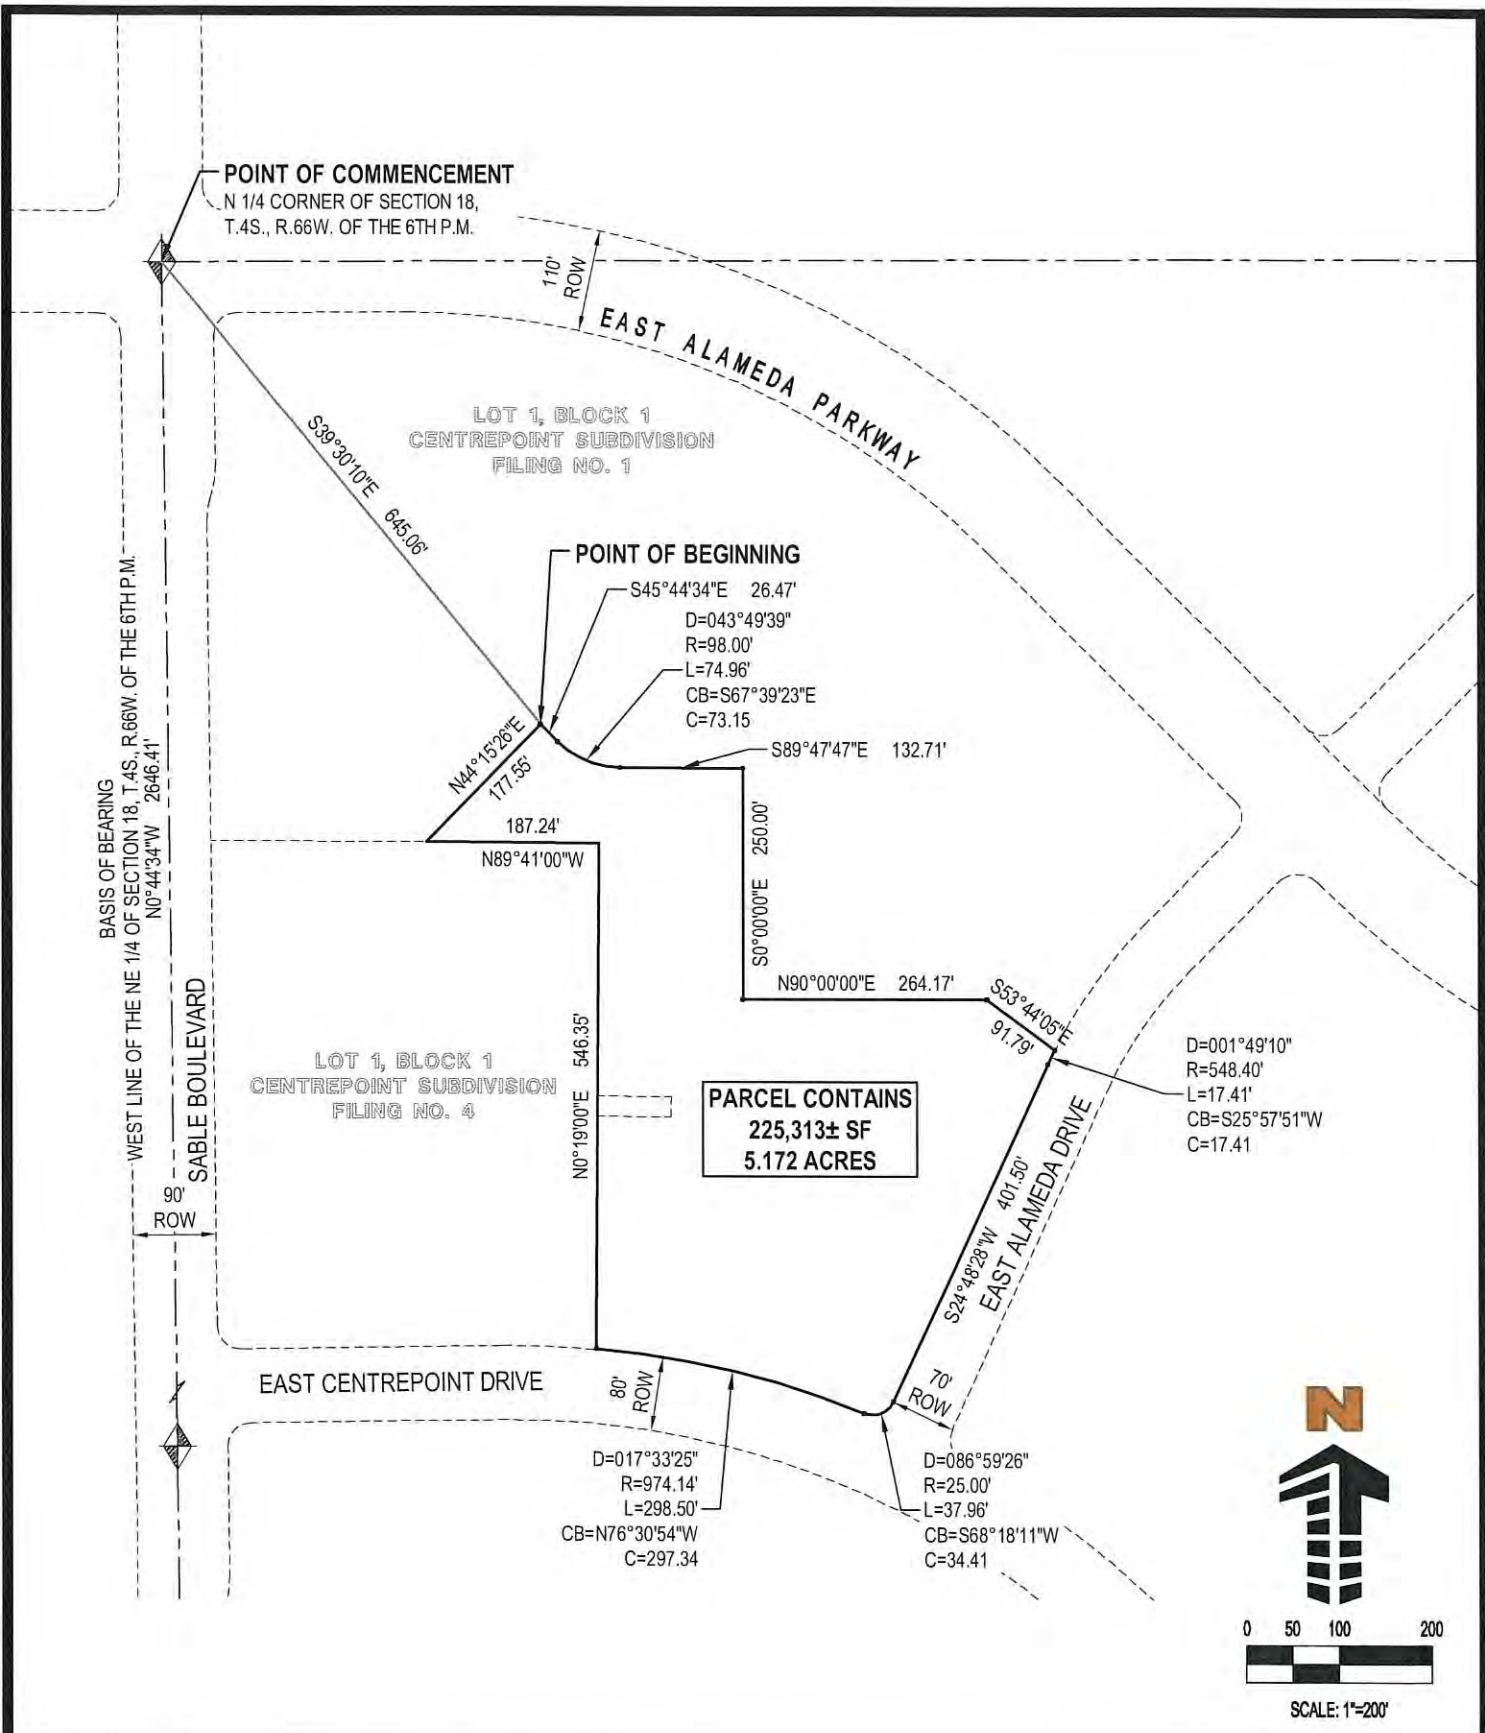 POINT OF COMMENCEMENT
N 1/4 CORNER OF SECTION 18,
T.4S., R.66W. OF THE 6TH P.M.
110'
ROW
EAST ALAMEDA PARKWAY
LOT 1, BLOCK 1
CENTREPOINT SUBDIVISION
FILING NO. 1
S39°30'10"E 645.06'
POINT OF BEGINNING
S45°44'34"E 26.47'
D=043°49'39"
R=98.00'
L=74.96'
CB=S67°39'23"E
C=73.15
S89°47'47"E 132.71'
N44°15'26"E
177.55'
187.24'
N89°41'00"W
S0°00'00"E 250.00'
N90°00'00"E 264.17'
S53°44'05"E
91.79'
BASIS OF BEARING
WEST LINE OF THE NE 1/4 OF SECTION 18, T.4S., R.66W. OF THE 6TH P.M.
N0°44'34"W 2646.41'
SABLE BOULEVARD
90'
ROW
LOT 1, BLOCK 1
CENTREPOINT SUBDIVISION
FILING NO. 4
N0°19'00"E 546.35'
PARCEL CONTAINS
225,313± SF
5.172 ACRES
D=001°49'10"
R=548.40'
L=17.41'
CB=S25°57'51"W
C=17.41
S24°48'28"W 401.50'
EAST ALAMEDA DRIVE
70'
ROW
EAST CENTREPOINT DRIVE
80'
ROW
D=017°33'25"
R=974.14'
L=298.50'
CB=N76°30'54"W
C=297.34
D=086°59'26"
R=25.00'
L=37.96'
CB=S68°18'11"W
C=34.41
N
0 50 100 200
SCALE: 1"=200'